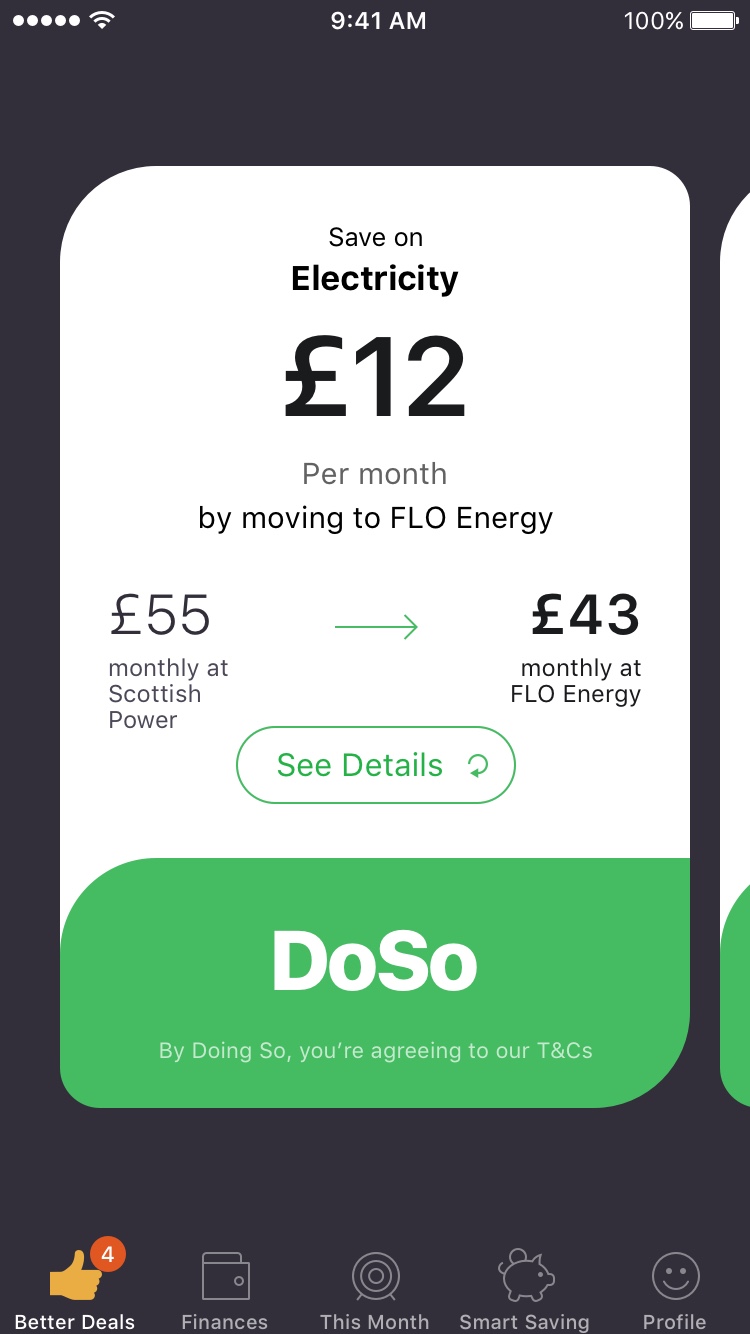 9:41 AM
100%
Save on
Electricity
£12
Per month
by moving to FLO Energy
£55
monthly at
Scottish
Power
£43
monthly at
FLO Energy
See Details
DoSo
By Doing So, you’re agreeing to our T&Cs
4
Better Deals
Finances
This Month
Smart Saving
Profile